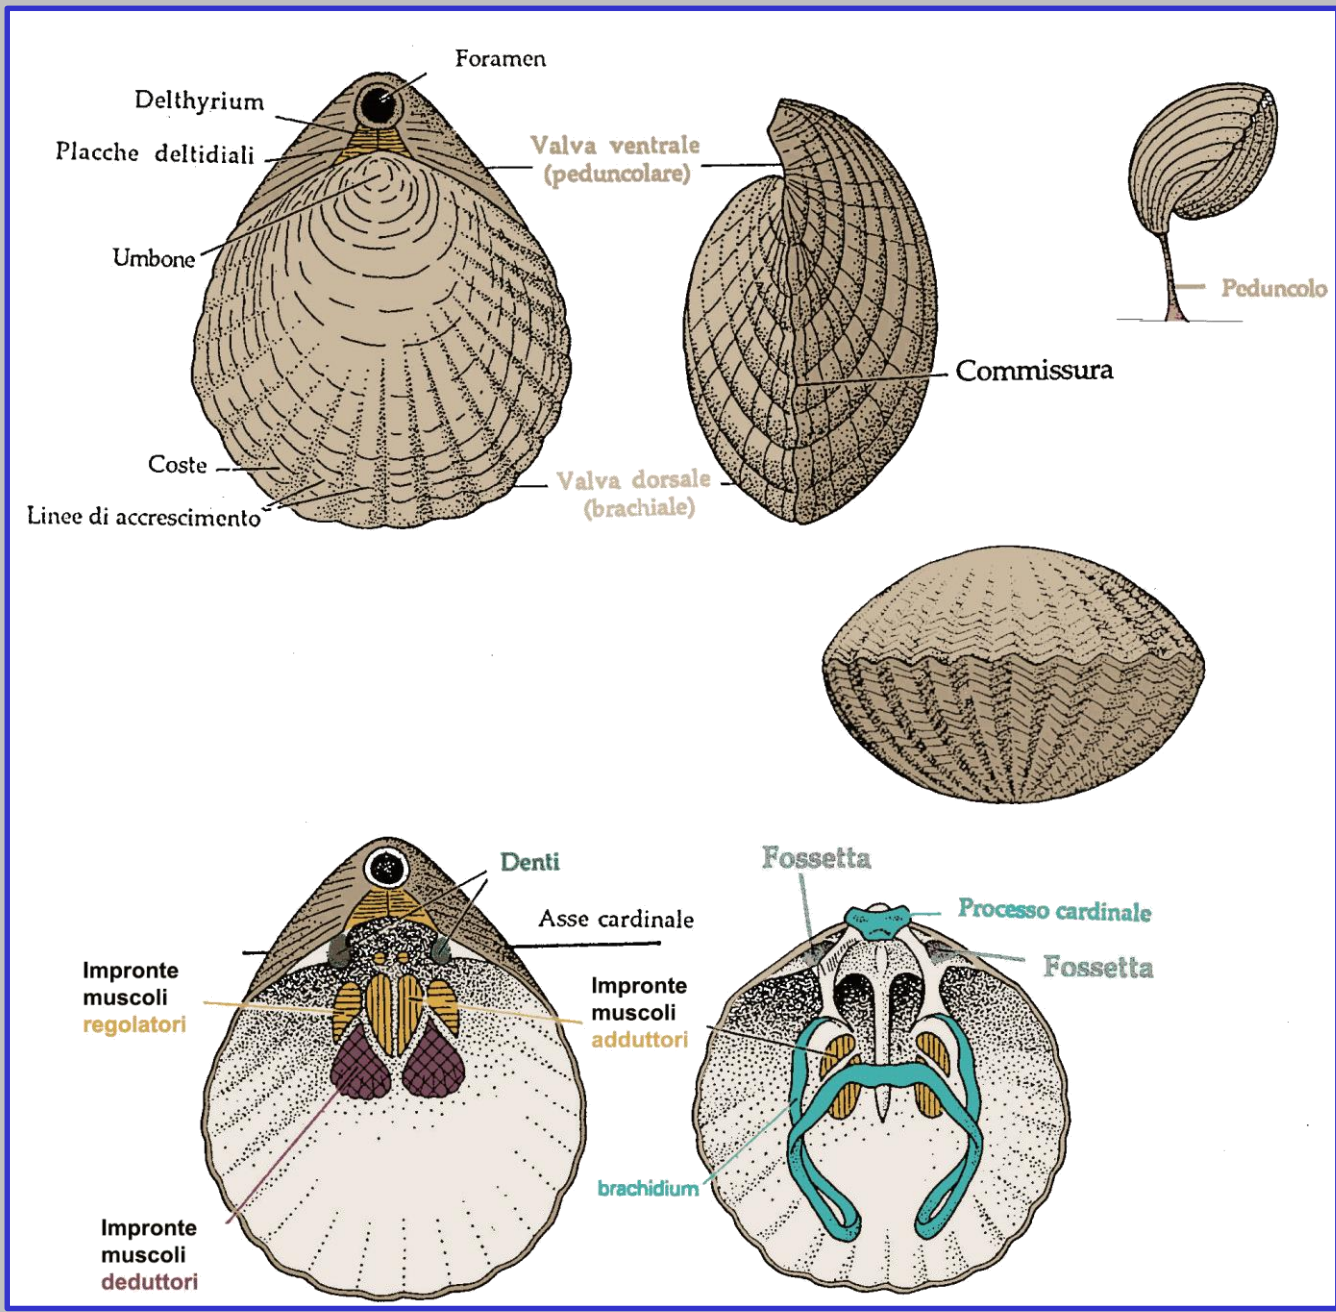 Foramen
Delthyrium
Placche deltidiali
Valva ventrale
(peduncolare)
Umbone
Peduncolo
Commissura
Coste
Valva dorsale
(brachiale)
Linee di accrescimento
Denti
Fossetta
Processo cardinale
Asse cardinale
Fossetta
Impronte
muscoli
regolatori
Impronte
muscoli
adduttori
brachidium
Impronte
muscoli
deduttori